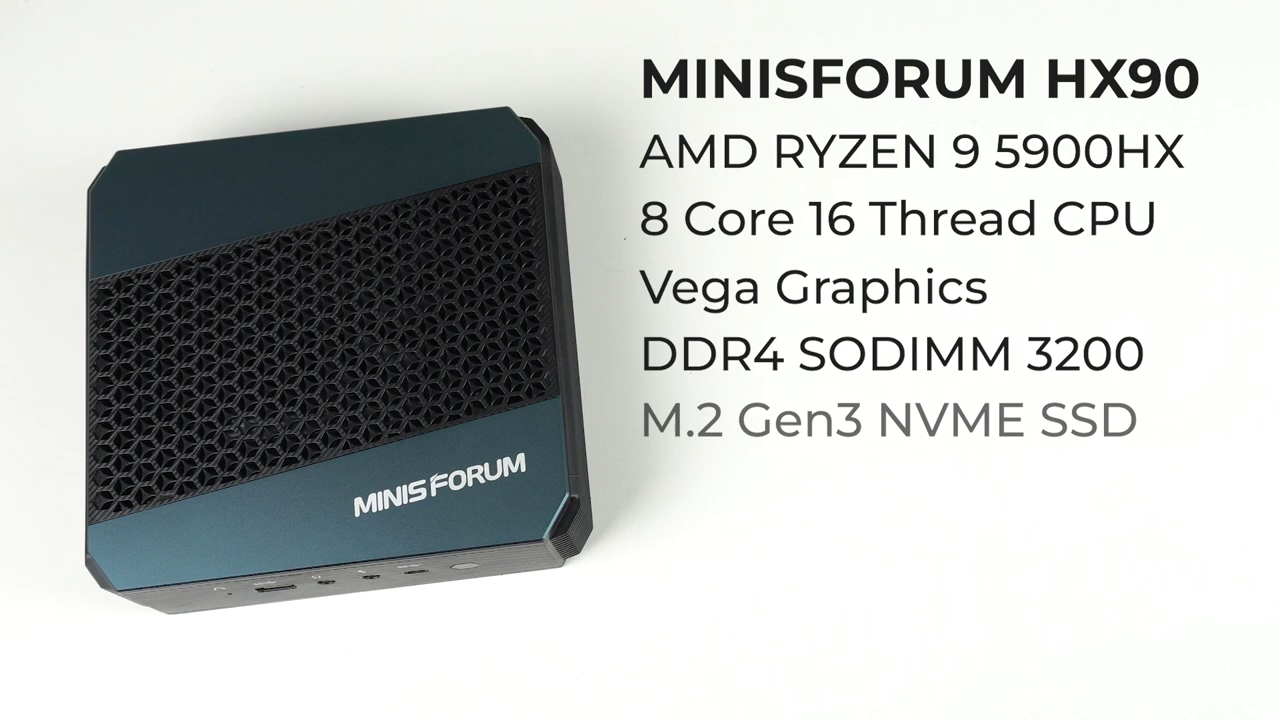 MINISFORUM HX90
AMD RYZEN 9 5900HX
8 Core 16 Thread CPU
Vega Graphics
DDR4 SODIMM 3200
M.2 Gen3 NVME SSD
MINISFORUM